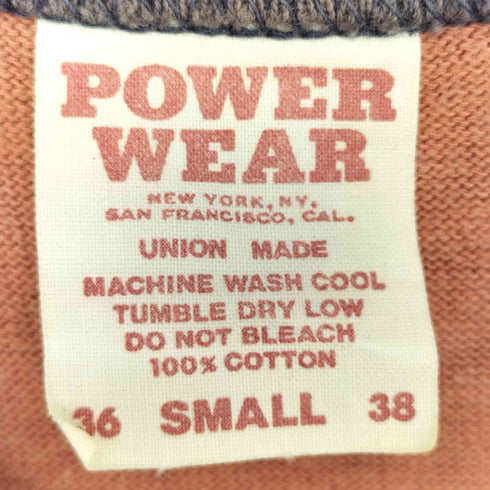 POWER
WEAR
NEW YORK, NY.
SAN FRANCISCO, CAL.
UNION MADE
MACHINE WASH COOL
TUMBLE DRY LOW
DO NOT BLEACH
100% COTTON
36 SMALL 38